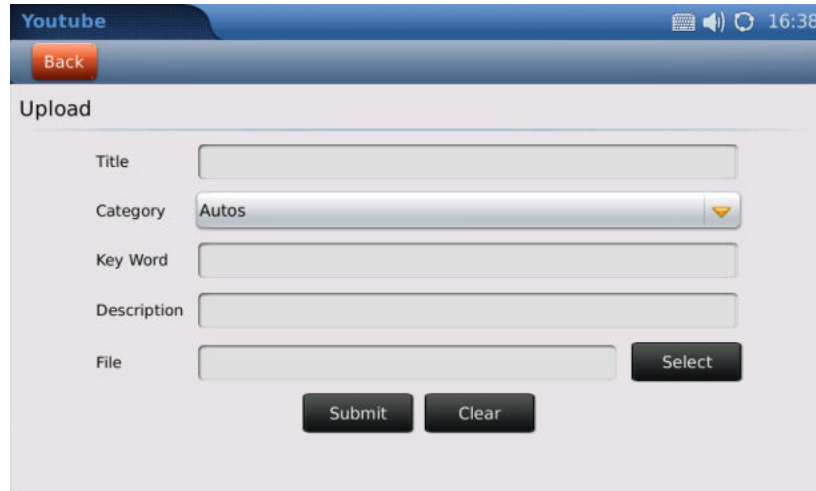 Youtube 16:38
Back
Upload
Title
Category Autos
Key Word
Description
File Select
Submit Clear